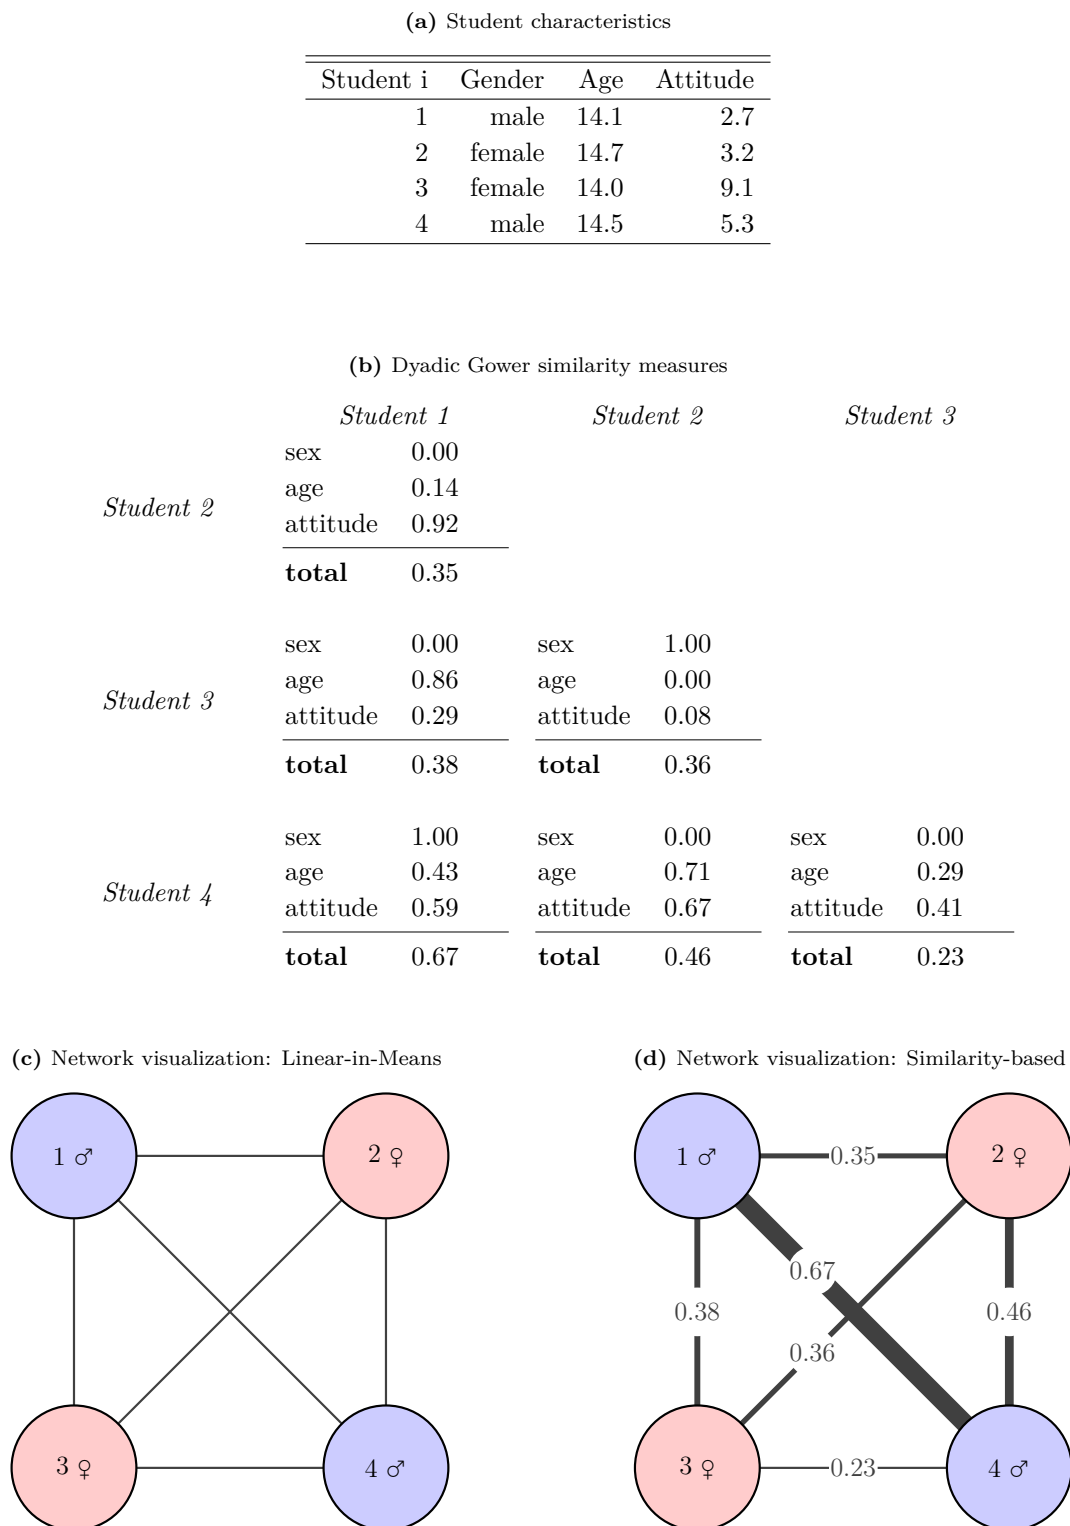 (a) Student characteristics
Student i Gender Age Attitude
1 male 14.1 2.7
2 female 14.7 3.2
3 female 14.0 9.1
4 male 14.5 5.3
(b) Dyadic Gower similarity measures
Student 1 Student 2 Student 3
Student 2
sex 0.00
age 0.14
attitude 0.92
total 0.35
Student 3
sex 0.00 sex 1.00
age 0.86 age 0.00
attitude 0.29 attitude 0.08
total 0.38 total 0.36
Student 4
sex 1.00 sex 0.00 sex 0.00
age 0.43 age 0.71 age 0.29
attitude 0.59 attitude 0.67 attitude 0.41
total 0.67 total 0.46 total 0.23
(c) Network visualization: Linear-in-Means
1 ♂ 2 ♀
3 ♀ 4 ♂
(d) Network visualization: Similarity-based
1 ♂ 0.35 2 ♀
0.67
0.38 0.46
0.36
3 ♀ 0.23 4 ♂